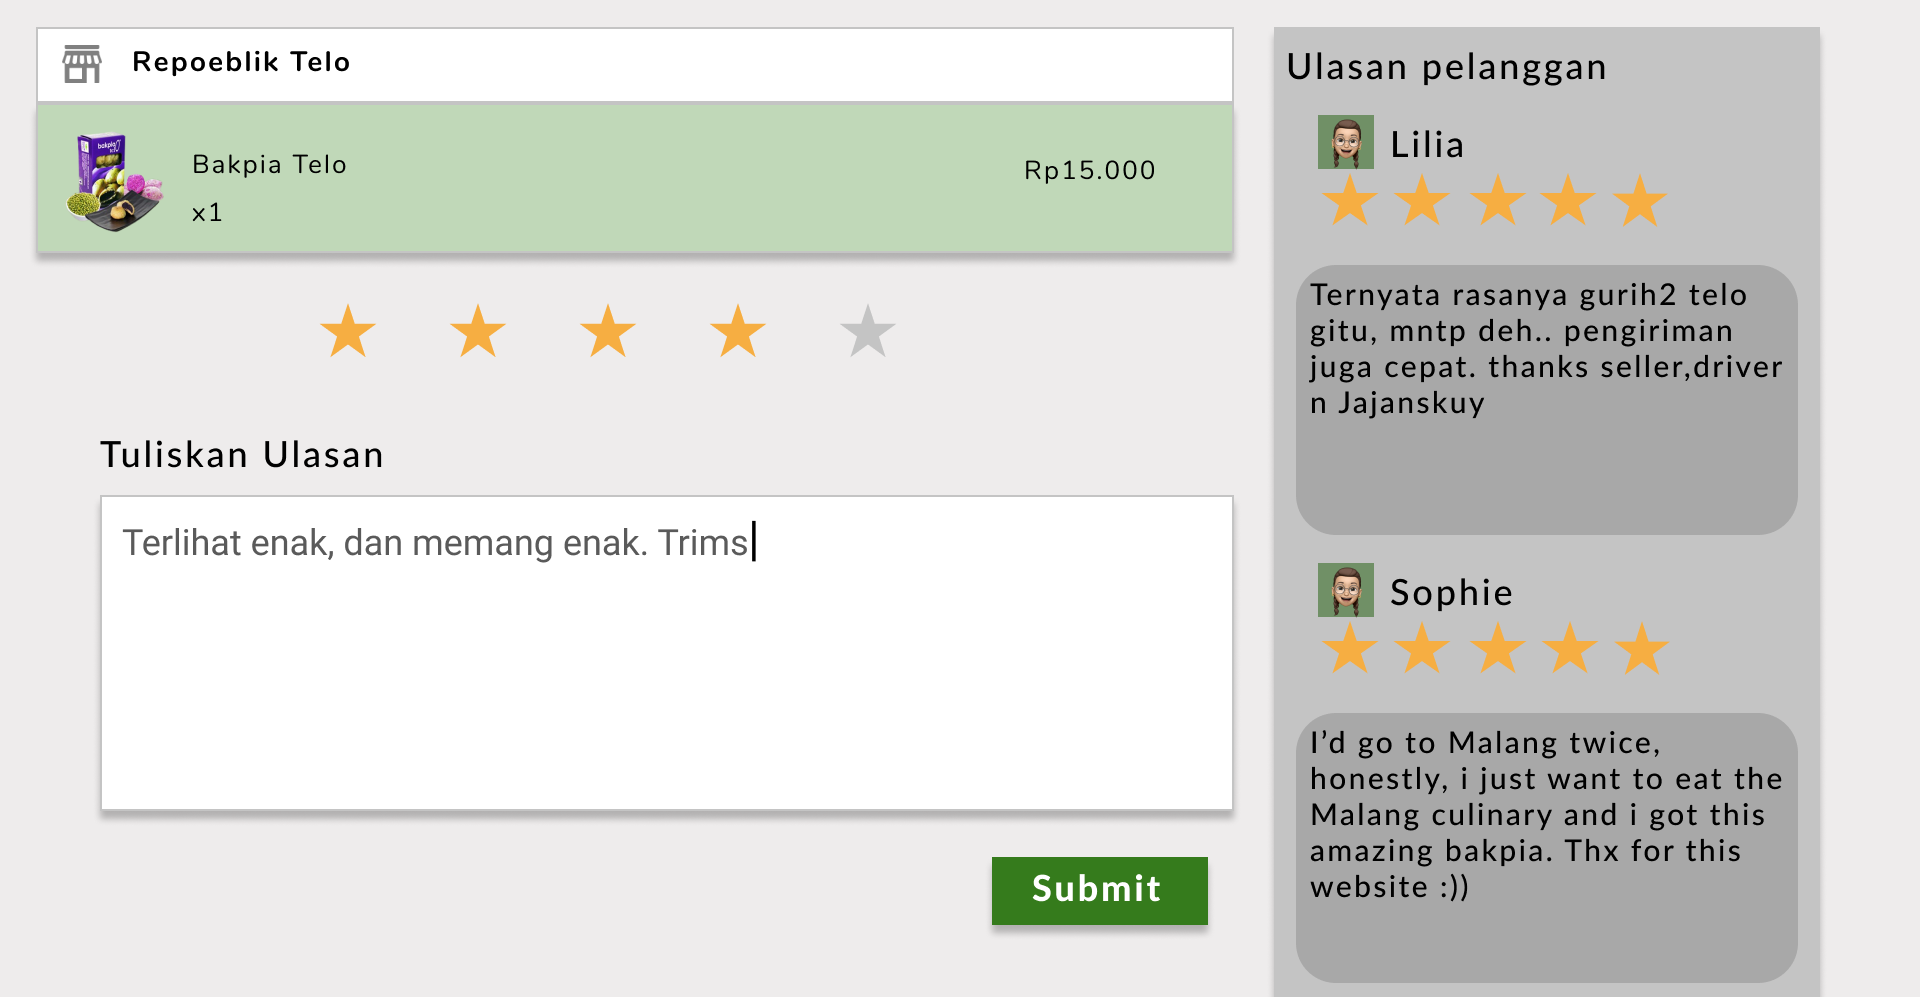 Repoeblik Telo
bakpia
Bakpia Telo
Rp15.000
x1
Tuliskan Ulasan
Terlihat enak, dan memang enak. Trims
Submit
Ulasan pelanggan
Lilia
Ternyata rasanya gurih2 telo
gitu, mntp deh.. pengiriman
juga cepat. thanks seller,driver
n Jajanskuy
Sophie
I’d go to Malang twice,
honestly, i just want to eat the
Malang culinary and i got this
amazing bakpia. Thx for this
website :))